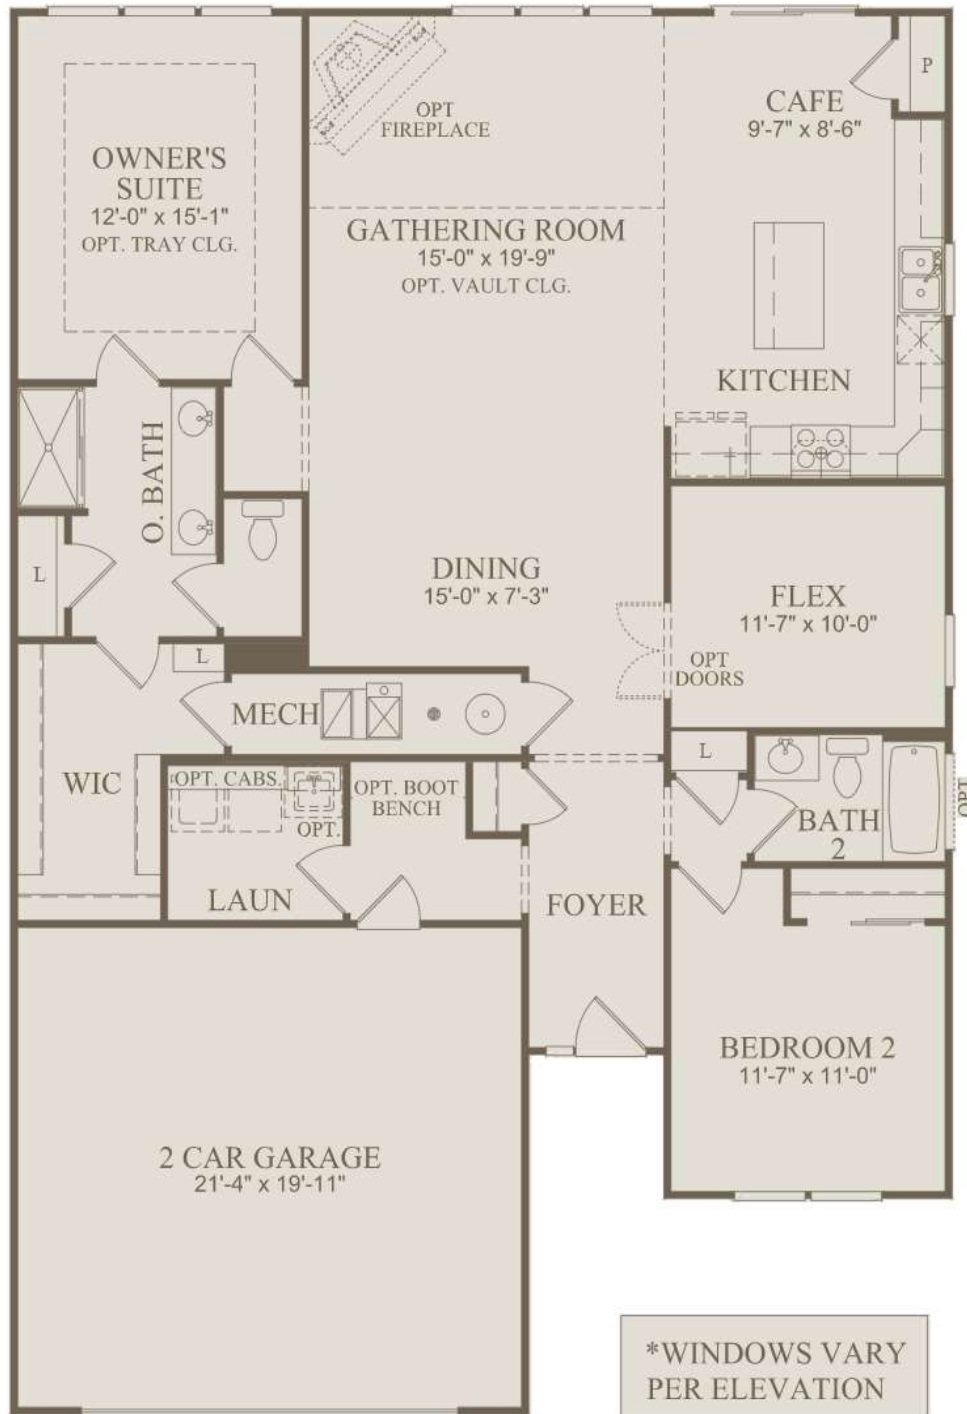 OWNER'S
SUITE
12'-0" x 15'-1"
OPT. TRAY CLG.
OPT
FIREPLACE
GATHERING ROOM
15'-0" x 19'-9"
OPT. VAULT CLG.
CAFE
9'-7" x 8'-6"
P
KITCHEN
O. BATH
L
DINING
15'-0" x 7'-3"
FLEX
11'-7" x 10'-0"
OPT
DOORS
L
MECH
WIC
OPT. CABS.
OPT.
LAUN
OPT. BOOT
BENCH
L
BATH
2
OPT
FOYER
BEDROOM 2
11'-7" x 11'-0"
2 CAR GARAGE
21'-4" x 19'-11"
*WINDOWS VARY
PER ELEVATION